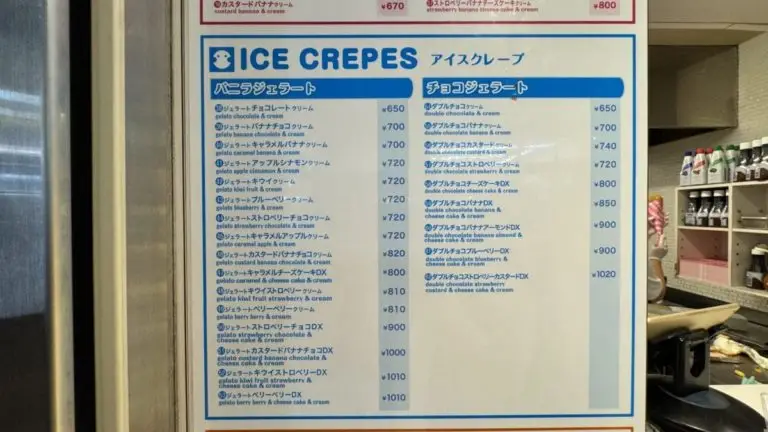 カスタードバナナ ¥670
custard banana & cream
ストロベリーバナナチーズケーキDX ¥800
strawberry banana cheese cake & cream
ICE CREPES アイスクレープ
バニラジェラート
38 ジェラートチョコレートクリーム ¥650
gelato chocolate & cream
39 ジェラートバナナチョコクリーム ¥700
gelato banana chocolate & cream
40 ジェラートキャラメルバナナクリーム ¥700
gelato caramel banana & cream
41 ジェラートアップルシナモンクリーム ¥720
gelato apple cinnamon & cream
42 ジェラートキウイクリーム ¥720
gelato kiwi fruit & cream
43 ジェラートブルーベリークリーム ¥720
gelato blueberry & cream
44 ジェラートストロベリーチョコクリーム ¥720
gelato strawberry chocolate & cream
45 ジェラートキャラメルアップルクリーム ¥720
gelato caramel apple & cream
46 ジェラートカスタードバナナチョコクリーム ¥820
gelato custard banana chocolate & cream
47 ジェラートキャラメルチーズケーキDX ¥800
gelato caramel & cheese cake & cream
48 ジェラートキウイストロベリークリーム ¥810
gelato kiwi fruit strawberry & cream
49 ジェラートベリーベリークリーム ¥810
gelato berry berry & cream
50 ジェラートストロベリーチョコDX ¥900
gelato strawberry chocolate &
cheese cake & cream
51 ジェラートカスタードバナナチョコDX ¥1000
gelato custard banana chocolate &
cheese cake & cream
52 ジェラートキウイストロベリーDX ¥1010
gelato kiwi fruit strawberry &
cheese cake & cream
53 ジェラートベリーベリーDX ¥1010
gelato berry berry & cheese cake & cream
チョコジェラート
ダブルチョコクリーム ¥650
double chocolate & cream
ダブルチョコバナナクリーム ¥700
double chocolate banana & cream
ダブルチョコカスタードクリーム ¥740
double chocolate custard & cream
ダブルチョコストロベリークリーム ¥720
double chocolate strawberry & cream
ダブルチョコチーズケーキDX ¥800
double chocolate cheese cake & cream
ダブルチョコバナナDX ¥850
double chocolate banana &
cheese cake & cream
ダブルチョコバナナアーモンドDX ¥900
double chocolate banana almond &
cheese cake & cream
ダブルチョコブルーベリーDX ¥900
double chocolate blueberry &
cheese cake & cream
ダブルチョコストロベリーカスタードDX ¥1020
double chocolate strawberry
custard & cheese cake & cream